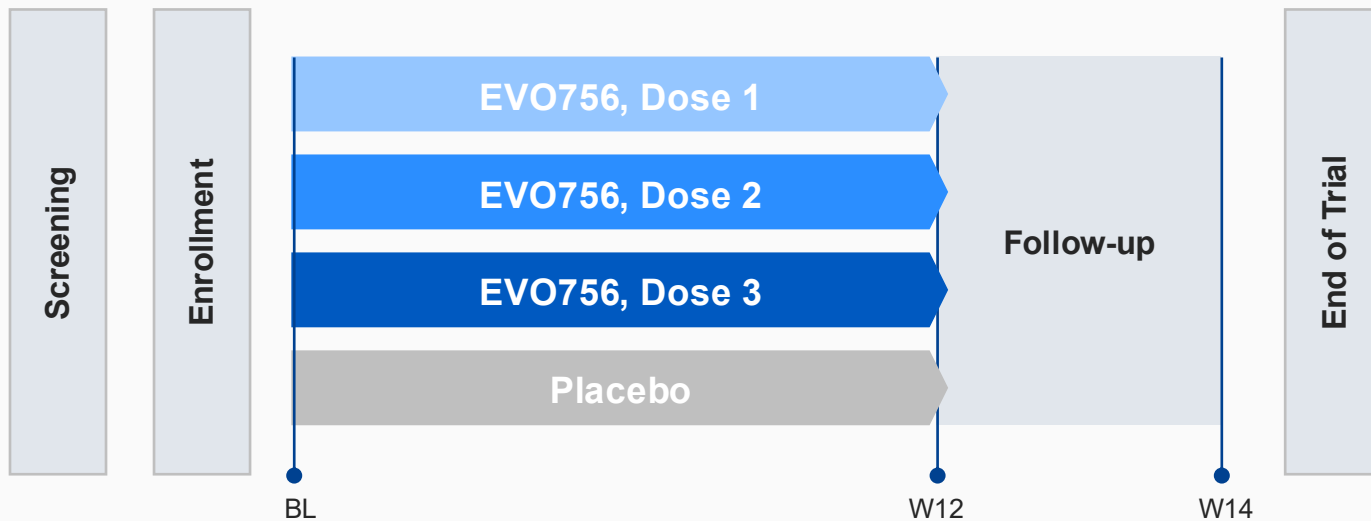 Screening
Enrollment
EVO756, Dose 1
EVO756, Dose 2
EVO756, Dose 3
Placebo
Follow-up
End of Trial
BL
W12
W14